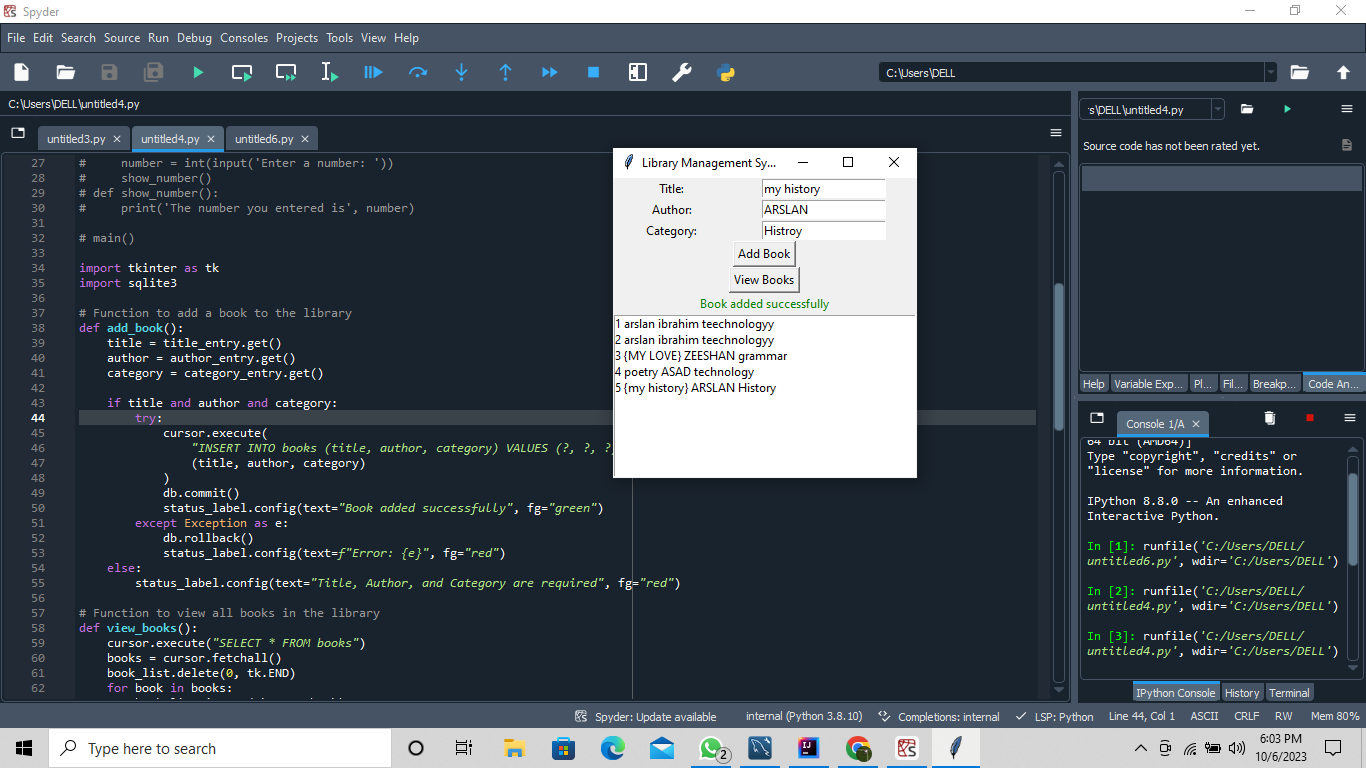 Spyder
File Edit Search Source Run Debug Consoles Projects Tools View Help
C:\Users\DELL
C:\Users\DELL\untitled4.py
untitled3.py
untitled4.py
untitled6.py
27 #     number = int(input('Enter a number: '))
28 #     show_number()
29 # def show_number():
30 #     print('The number you entered is', number)
31
32 # main()
33
34 import tkinter as tk
35 import sqlite3
36
37 # Function to add a book to the library
38 def add_book():
39     title = title_entry.get()
40     author = author_entry.get()
41     category = category_entry.get()
42
43     if title and author and category:
44         try:
45             cursor.execute(
46                 "INSERT INTO books (title, author, category) VALUES (?, ?, ?
47                 (title, author, category)
48             )
49             db.commit()
50             status_label.config(text="Book added successfully", fg="green")
51         except Exception as e:
52             db.rollback()
53             status_label.config(text=f"Error: {e}", fg="red")
54     else:
55         status_label.config(text="Title, Author, and Category are required", fg="red")
56
57 # Function to view all books in the library
58 def view_books():
59     cursor.execute("SELECT * FROM books")
60     books = cursor.fetchall()
61     book_list.delete(0, tk.END)
62     for book in books:
Library Management Sy...
Title: my history
Author: ARSLAN
Category: Histroy
Add Book
View Books
Book added successfully
1 arslan ibrahim teechnologyy
2 arslan ibrahim teechnologyy
3 {MY LOVE} ZEESHAN grammar
4 poetry ASAD technology
5 {my history} ARSLAN History
s\DELL\untitled4.py
Source code has not been rated yet.
Help Variable Exp... Pl... Fil... Breakp... Code An...
Console 1/A
64 bit (AMD64)]
Type "copyright", "credits" or
"license" for more information.
IPython 8.8.0 -- An enhanced
Interactive Python.
In [1]: runfile('C:/Users/DELL/
untitled6.py', wdir='C:/Users/DELL')
In [2]: runfile('C:/Users/DELL/
untitled4.py', wdir='C:/Users/DELL')
In [3]: runfile('C:/Users/DELL/
untitled4.py', wdir='C:/Users/DELL')
IPython Console History Terminal
Spyder: Update available internal (Python 3.8.10) Completions: internal LSP: Python Line 44, Col 1 ASCII CRLF RW Mem 80%
Type here to search
2
6:03 PM
10/6/2023